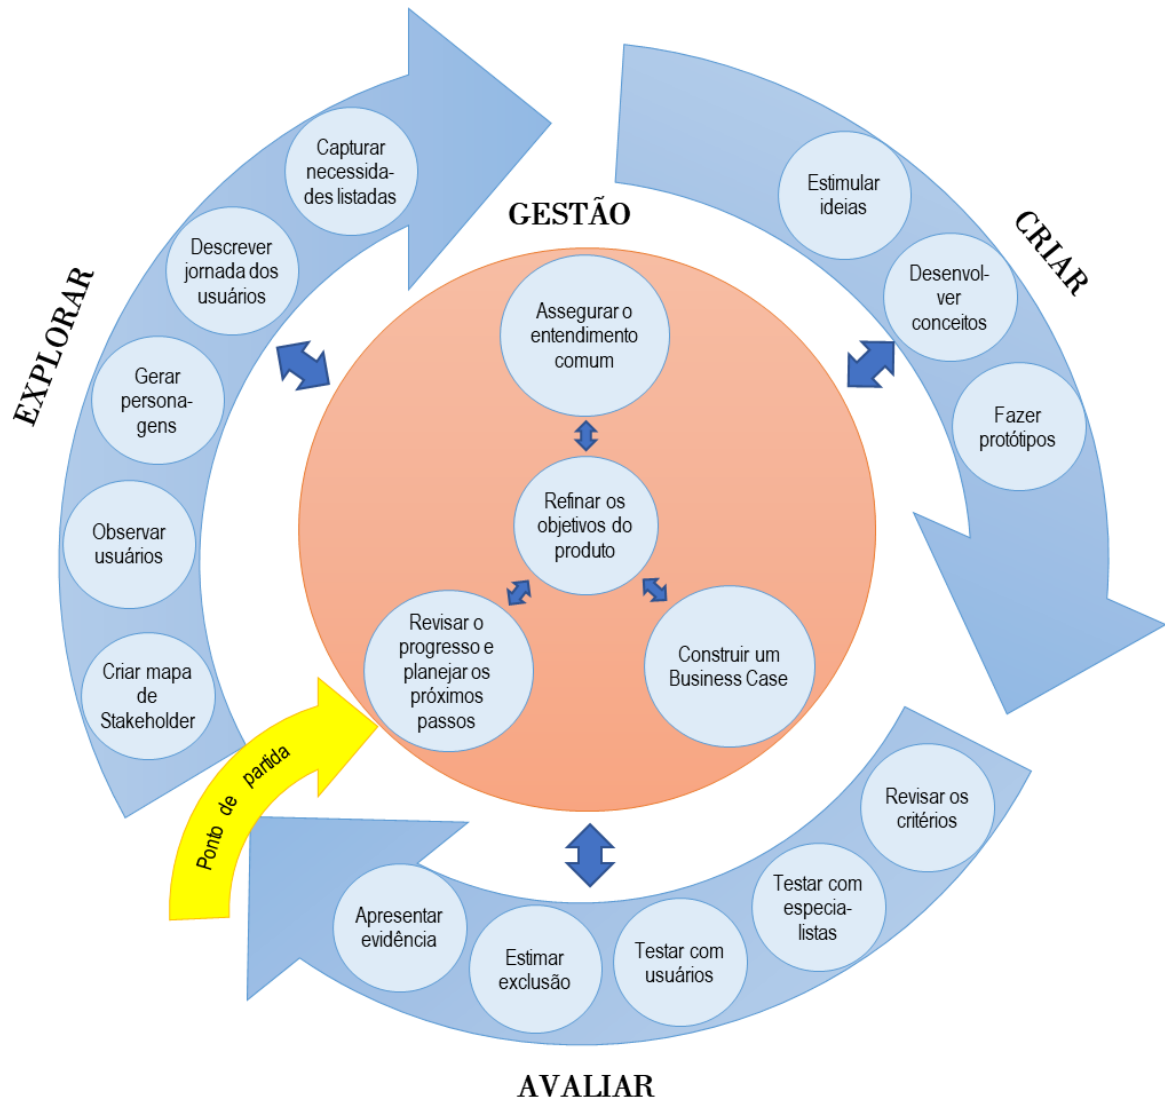 EXPLORAR
Capturar
necessida-
des listadas
Descrever
jornada dos
usuários
Gerar
persona-
gens
Observar
usuários
Criar mapa
de
Stakeholder
Ponto de partida
GESTÃO
Assegurar o
entendimento
comum
Refinar os
objetivos do
produto
Revisar o
progresso e
planejar os
próximos
passos
Construir um
Business Case
CRIAR
Estimular
ideias
Desenvol-
ver
conceitos
Fazer
protótipos
Revisar os
critérios
Testar com
especia-
listas
Testar com
usuários
Estimar
exclusão
Apresentar
evidência
AVALIAR